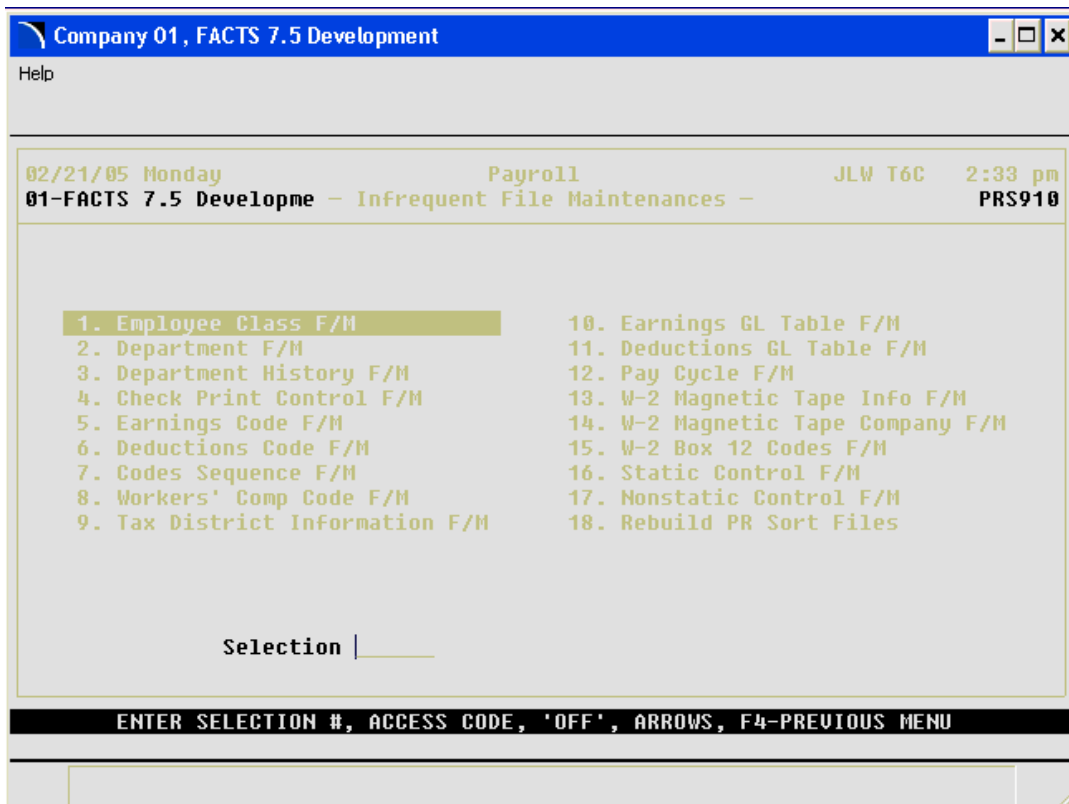 Company 01, FACTS 7.5 Development
Help
02/21/05 Monday Payroll JLW T6C 2:33 pm
01-FACTS 7.5 Developme — Infrequent File Maintenances — PRS910
1. Employee Class F/M
2. Department F/M
3. Department History F/M
4. Check Print Control F/M
5. Earnings Code F/M
6. Deductions Code F/M
7. Codes Sequence F/M
8. Workers' Comp Code F/M
9. Tax District Information F/M
10. Earnings GL Table F/M
11. Deductions GL Table F/M
12. Pay Cycle F/M
13. W-2 Magnetic Tape Info F/M
14. W-2 Magnetic Tape Company F/M
15. W-2 Box 12 Codes F/M
16. Static Control F/M
17. Nonstatic Control F/M
18. Rebuild PR Sort Files
Selection
ENTER SELECTION #, ACCESS CODE, 'OFF', ARROWS, F4-PREVIOUS MENU